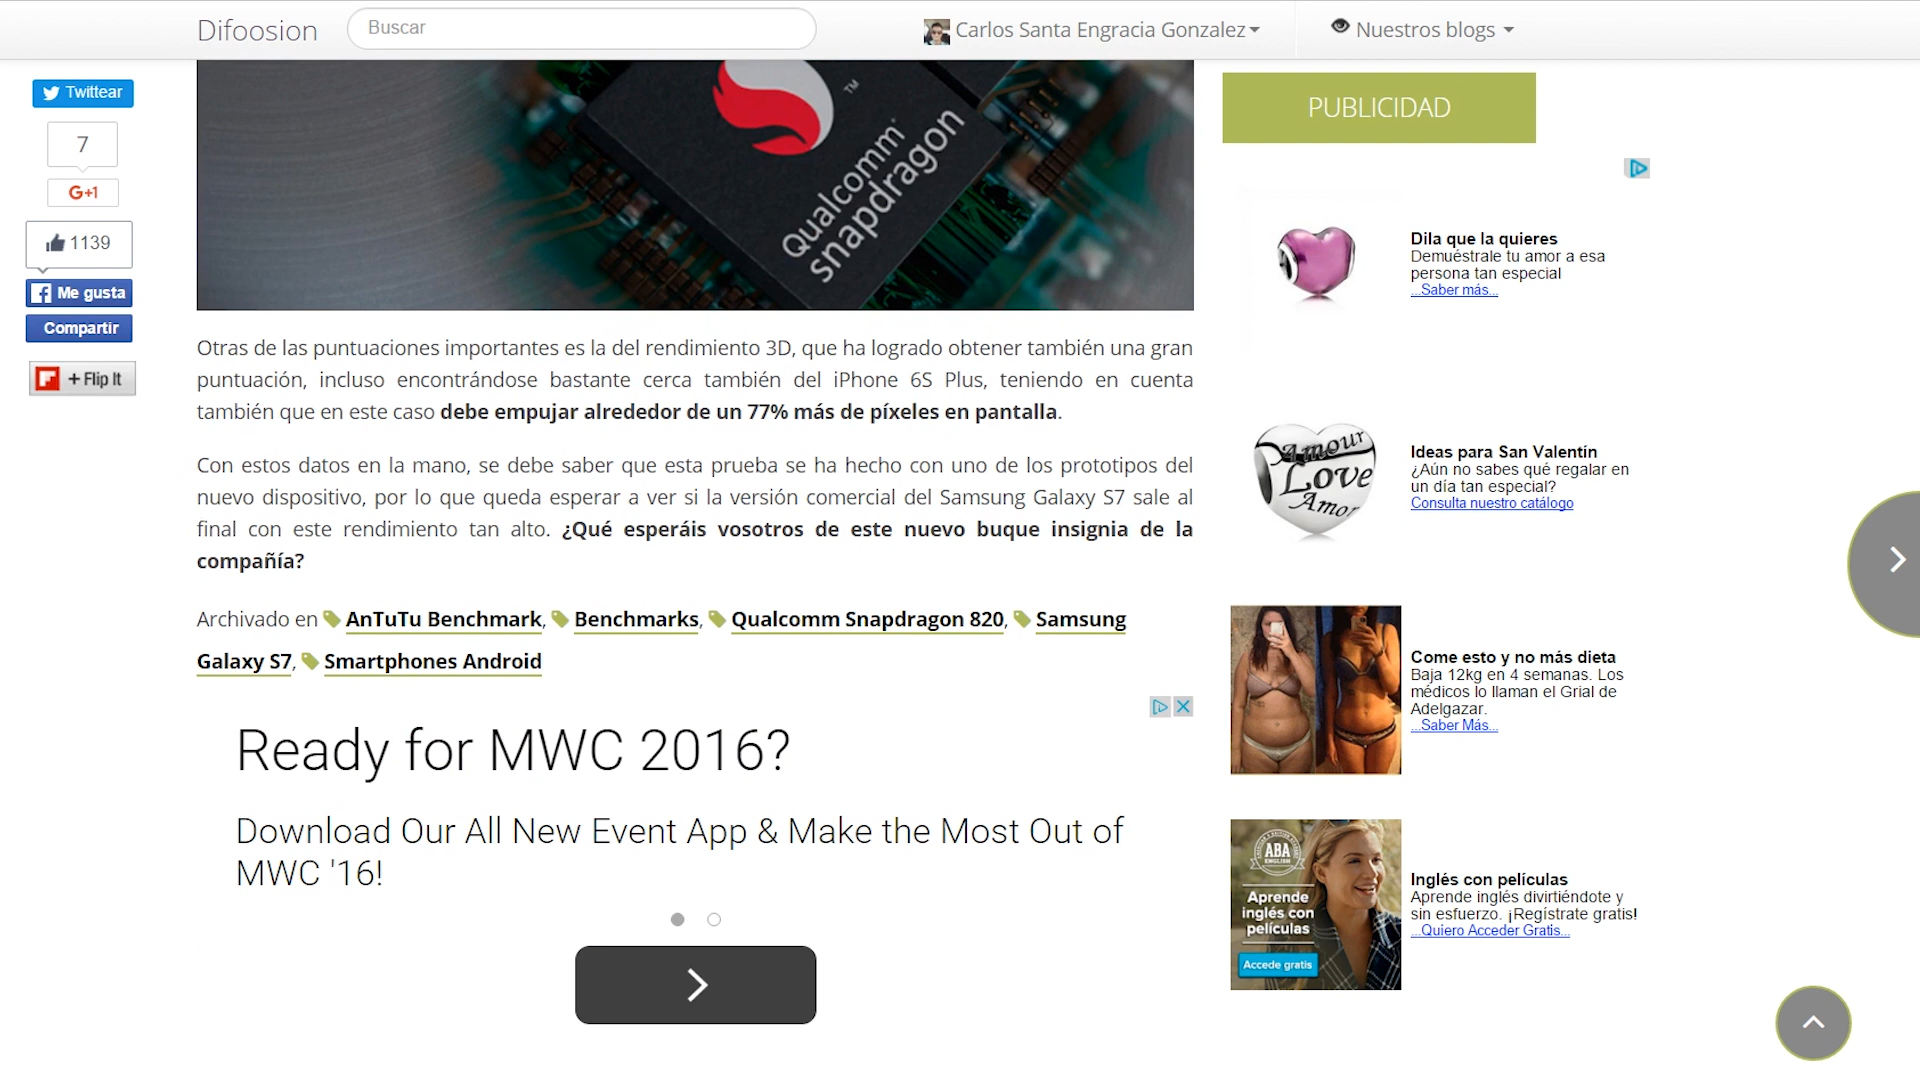 Difoosion
Buscar
Carlos Santa Engracia Gonzalez
Nuestros blogs
Twittear
7
G+1
1139
Me gusta
Compartir
+ Flip It
Qualcomm
snapdragon
TM
Otras de las puntuaciones importantes es la del rendimiento 3D, que ha logrado obtener también una gran
puntuación, incluso encontrándose bastante cerca también del iPhone 6S Plus, teniendo en cuenta
también que en este caso debe empujar alrededor de un 77% más de píxeles en pantalla.
Con estos datos en la mano, se debe saber que esta prueba se ha hecho con uno de los prototipos del
nuevo dispositivo, por lo que queda esperar a ver si la versión comercial del Samsung Galaxy S7 sale al
final con este rendimiento tan alto. ¿Qué esperáis vosotros de este nuevo buque insignia de la
compañía?
Archivado en AnTuTu Benchmark, Benchmarks, Qualcomm Snapdragon 820, Samsung
Galaxy S7, Smartphones Android
Ready for MWC 2016?
Download Our All New Event App & Make the Most Out of
MWC '16!
PUBLICIDAD
Dila que la quieres
Demuéstrale tu amor a esa
persona tan especial
...Saber más...
Amour
Love
Amor
Ideas para San Valentín
¿Aún no sabes qué regalar en
un día tan especial?
Consulta nuestro catálogo
Come esto y no más dieta
Baja 12kg en 4 semanas. Los
médicos lo llaman el Grial de
Adelgazar.
...Saber Más...
ABA
ENGLISH
Aprende
inglés con
películas
Accede gratis
Inglés con películas
Aprende inglés divirtiéndote y
sin esfuerzo. ¡Regístrate gratis!
...Quiero Acceder Gratis...